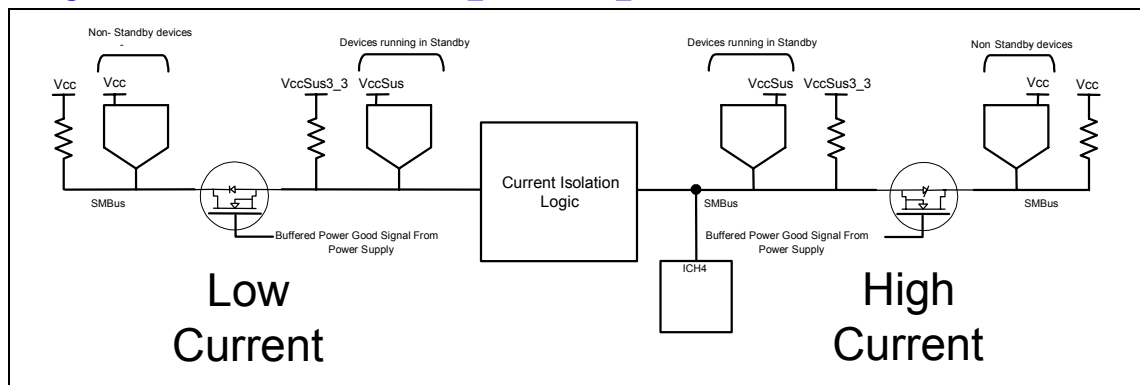 Non- Standby devices
-
Devices running in Standby
Devices running in Standby
Non Standby devices
Vcc
Vcc
VccSus3_3
VccSus
VccSus
VccSus3_3
Vcc
Vcc
Current Isolation
Logic
SMBus
SMBus
SMBus
Buffered Power Good Signal From
Power Supply
Buffered Power Good Signal From
Power Supply
ICH4
Low
Current
High
Current